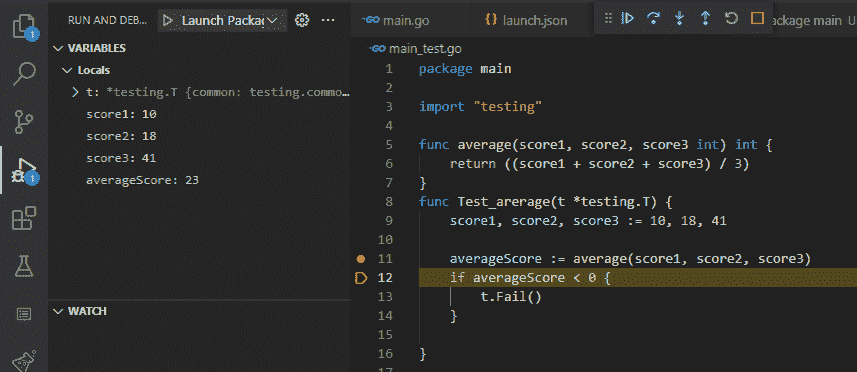 RUN AND DEB... Launch Packag
VARIABLES
Locals
t: *testing.T {common: testing.commo...
score1: 10
score2: 18
score3: 41
averageScore: 23
WATCH
1
1
main.go
launch.json
ackage main U
main_test.go
1 package main
2
3 import "testing"
4
5 func average(score1, score2, score3 int) int {
6 return ((score1 + score2 + score3) / 3)
7 }
8 func Test_arerage(t *testing.T) {
9 score1, score2, score3 := 10, 18, 41
10
11 averageScore := average(score1, score2, score3)
12 if averageScore < 0 {
13 t.Fail()
14 }
15
16 }
17